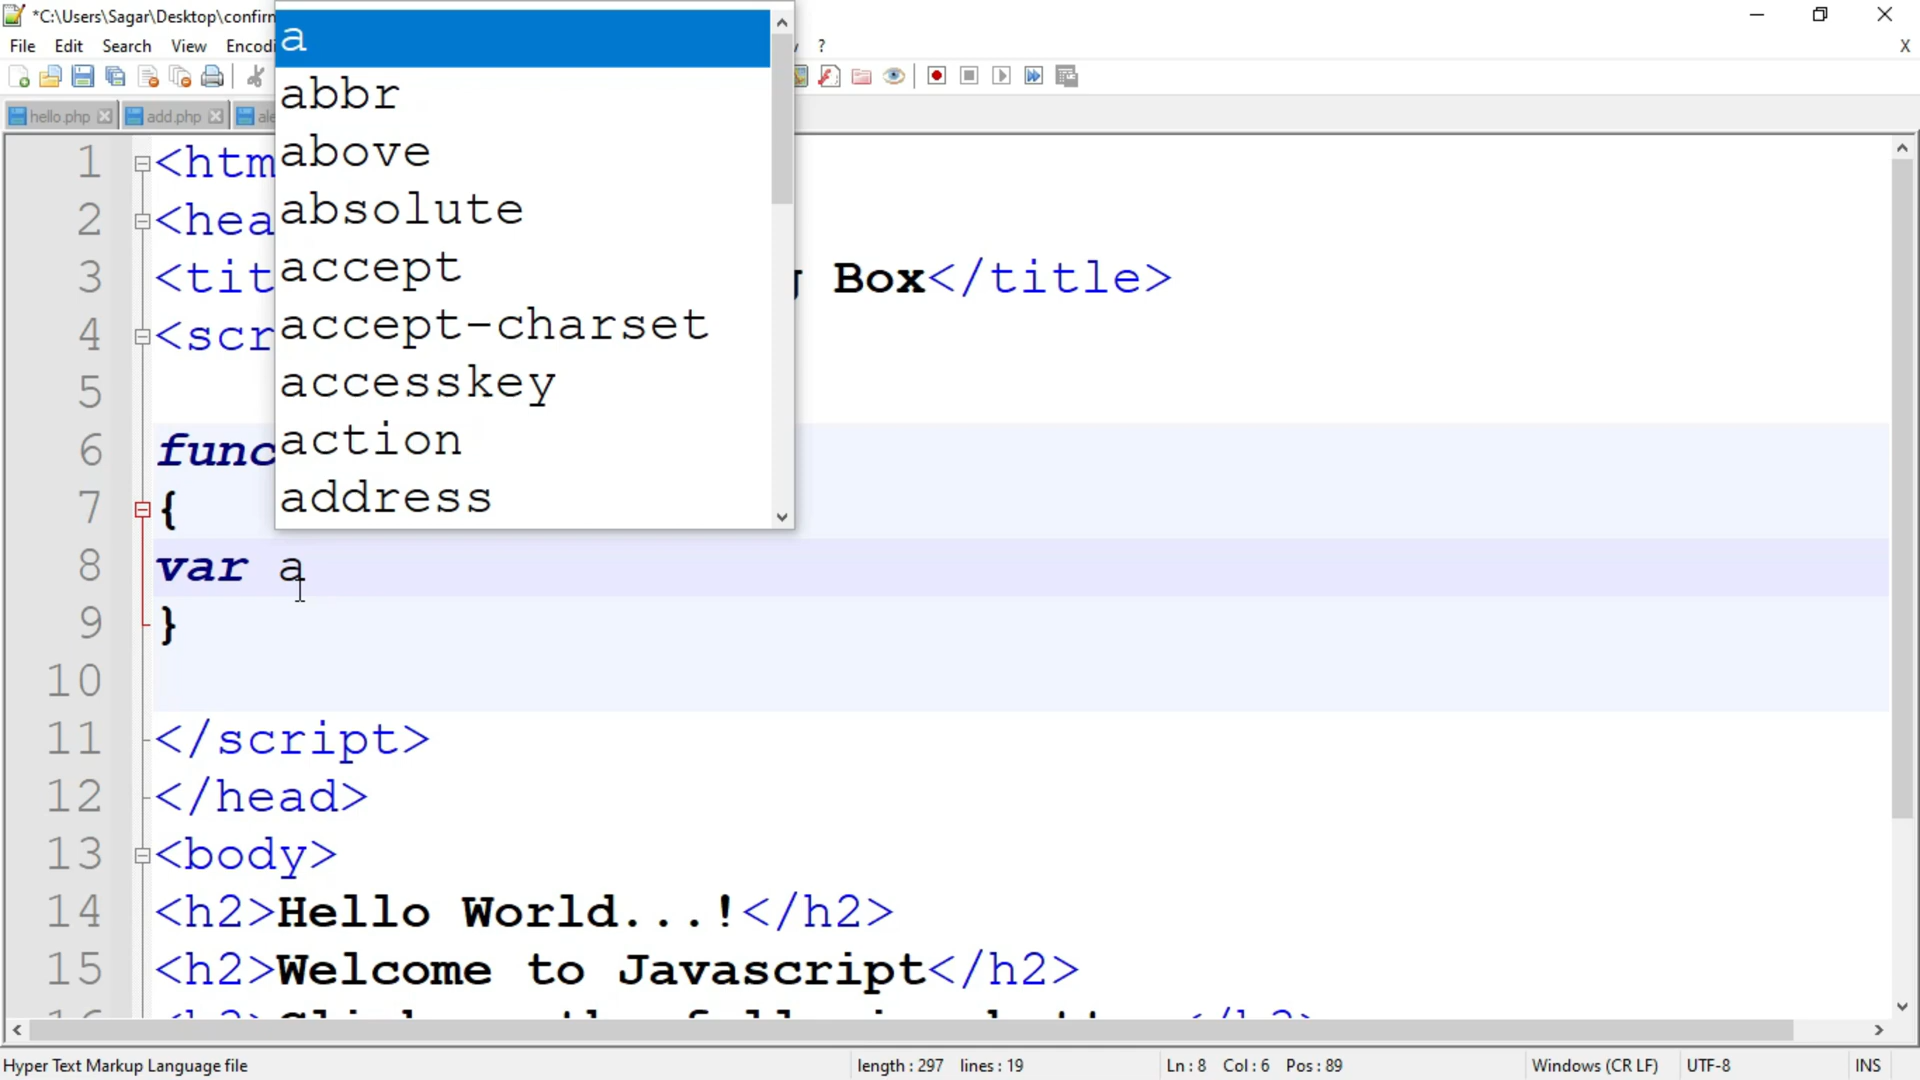 *C:\Users\Sagar\Desktop\confirm
File Edit Search View Encodi ?
X
hello.php add.php ale
a
abbr
above
absolute
accept
accept-charset
accesskey
action
address
1 <htm
2 <hea
3 <tit Box</title>
4 <scr
5
6 func
7 {
8 var a
9 }
10
11 </script>
12 </head>
13 <body>
14 <h2>Hello World...!</h2>
15 <h2>Welcome to Javascript</h2>
Hyper Text Markup Language file length : 297 lines : 19 Ln : 8 Col : 6 Pos : 89 Windows (CR LF) UTF-8 INS